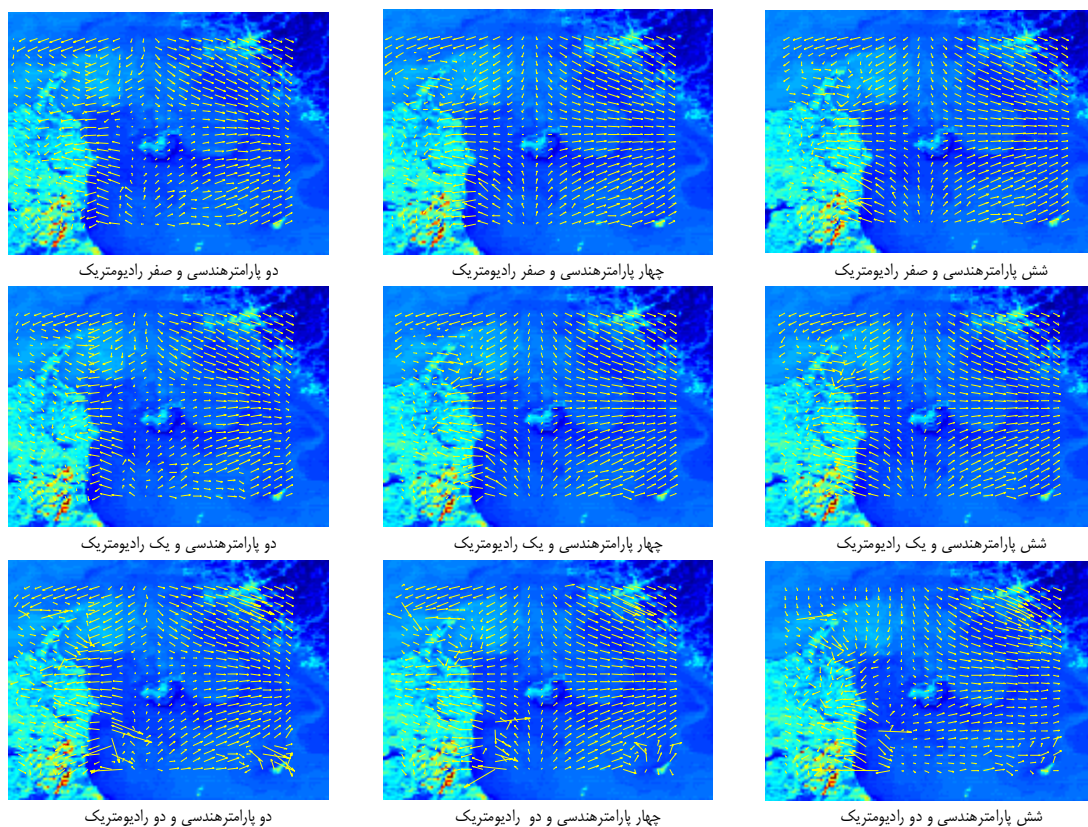 شش پارامترهندسی و صفر رادیومتریک
چهار پارامترهندسی و صفر رادیومتریک
دو پارامترهندسی و صفر رادیومتریک
شش پارامترهندسی و یک رادیومتریک
چهار پارامترهندسی و یک رادیومتریک
دو پارامترهندسی و یک رادیومتریک
شش پارامترهندسی و دو رادیومتریک
چهار پارامترهندسی و دو رادیومتریک
دو پارامترهندسی و دو رادیومتریک